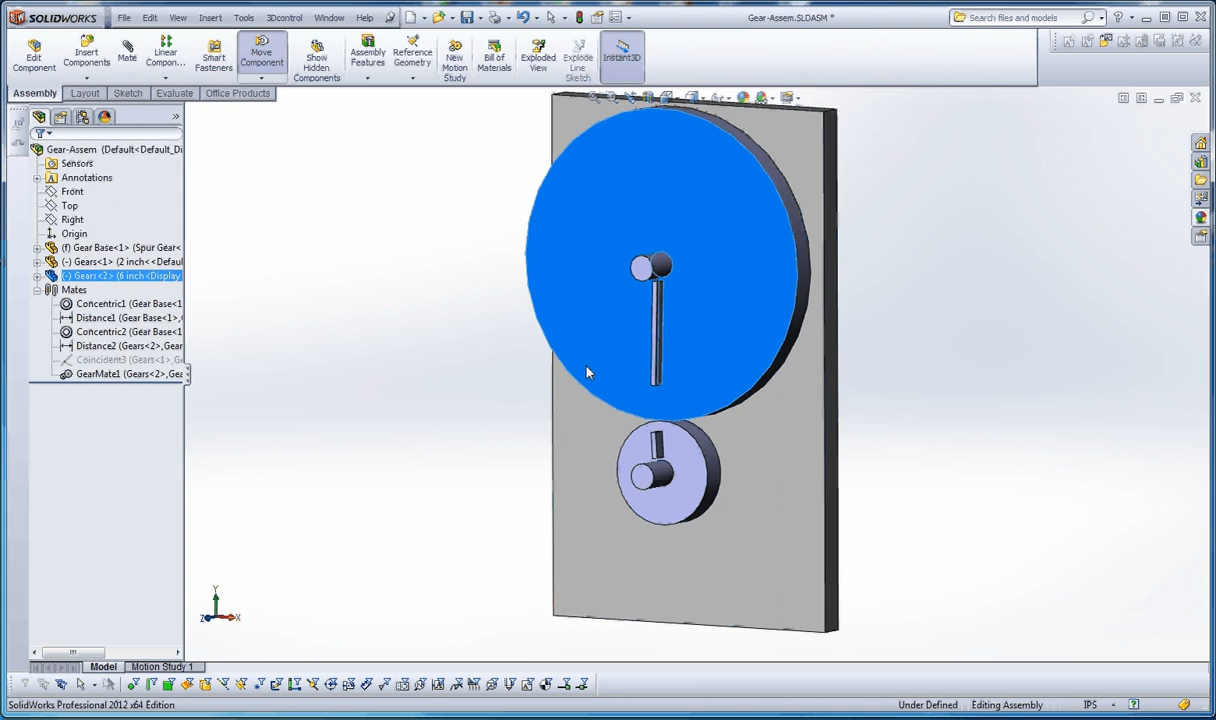 SOLIDWORKS File Edit View Insert Tools 3Dcontrol Window Help Gear-Assem.SLDASM * Search files and models
Edit Component
Insert Components
Mate
Linear Compon...
Smart Fasteners
Move Component
Show Hidden Components
Assembly Features
Reference Geometry
New Motion Study
Bill of Materials
Exploded View
Explode Line Sketch
Instant3D
Assembly Layout Sketch Evaluate Office Products
Gear-Assem (Default<Default_Di
Sensors
Annotations
Front
Top
Right
Origin
(f) Gear Base<1> (Spur Gear<
(-) Gears<1> (2 inch<<Defaul
(-) Gears<2> (6 inch<Display
Mates
Concentric1 (Gear Base<1
Distance1 (Gear Base<1>,
Concentric2 (Gear Base<1
Distance2 (Gears<2>,Gear
Coincident3 (Gears<1>,Ge
GearMate1 (Gears<2>,Gea
Y
Z X
Model Motion Study 1
SolidWorks Professional 2012 x64 Edition Under Defined Editing Assembly IPS